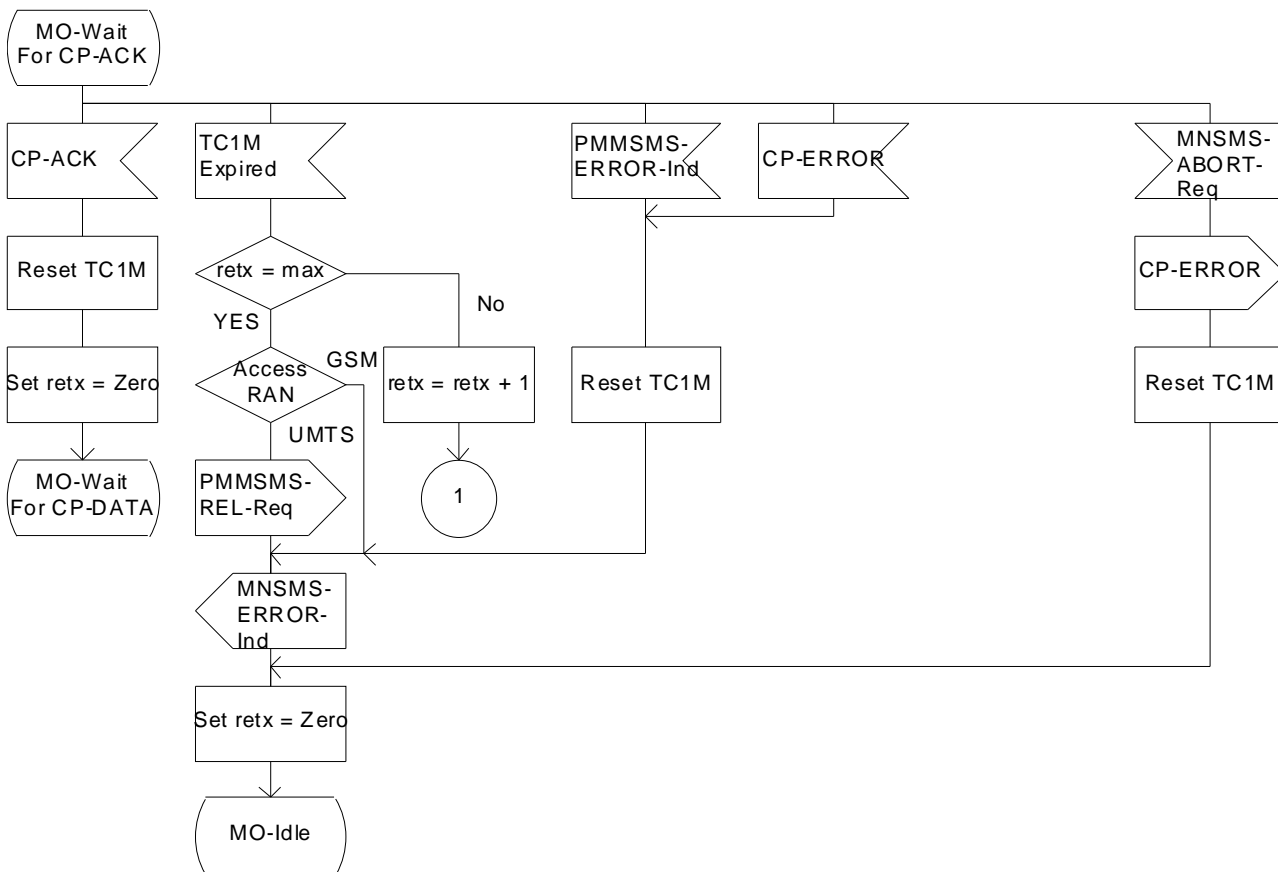 MO-Wait
For CP-ACK
CP-ACK
TC1M
Expired
PMMSMS-
ERROR-Ind
CP-ERROR
MNSMS-
ABORT-
Req
Reset TC1M
retx = max
CP-ERROR
No
YES
Set retx = Zero
Access
RAN
GSM
retx = retx + 1
Reset TC1M
Reset TC1M
UMTS
MO-Wait
For CP-DATA
PMMSMS-
REL-Req
1
MNSMS-
ERROR-
Ind
Set retx = Zero
MO-Idle